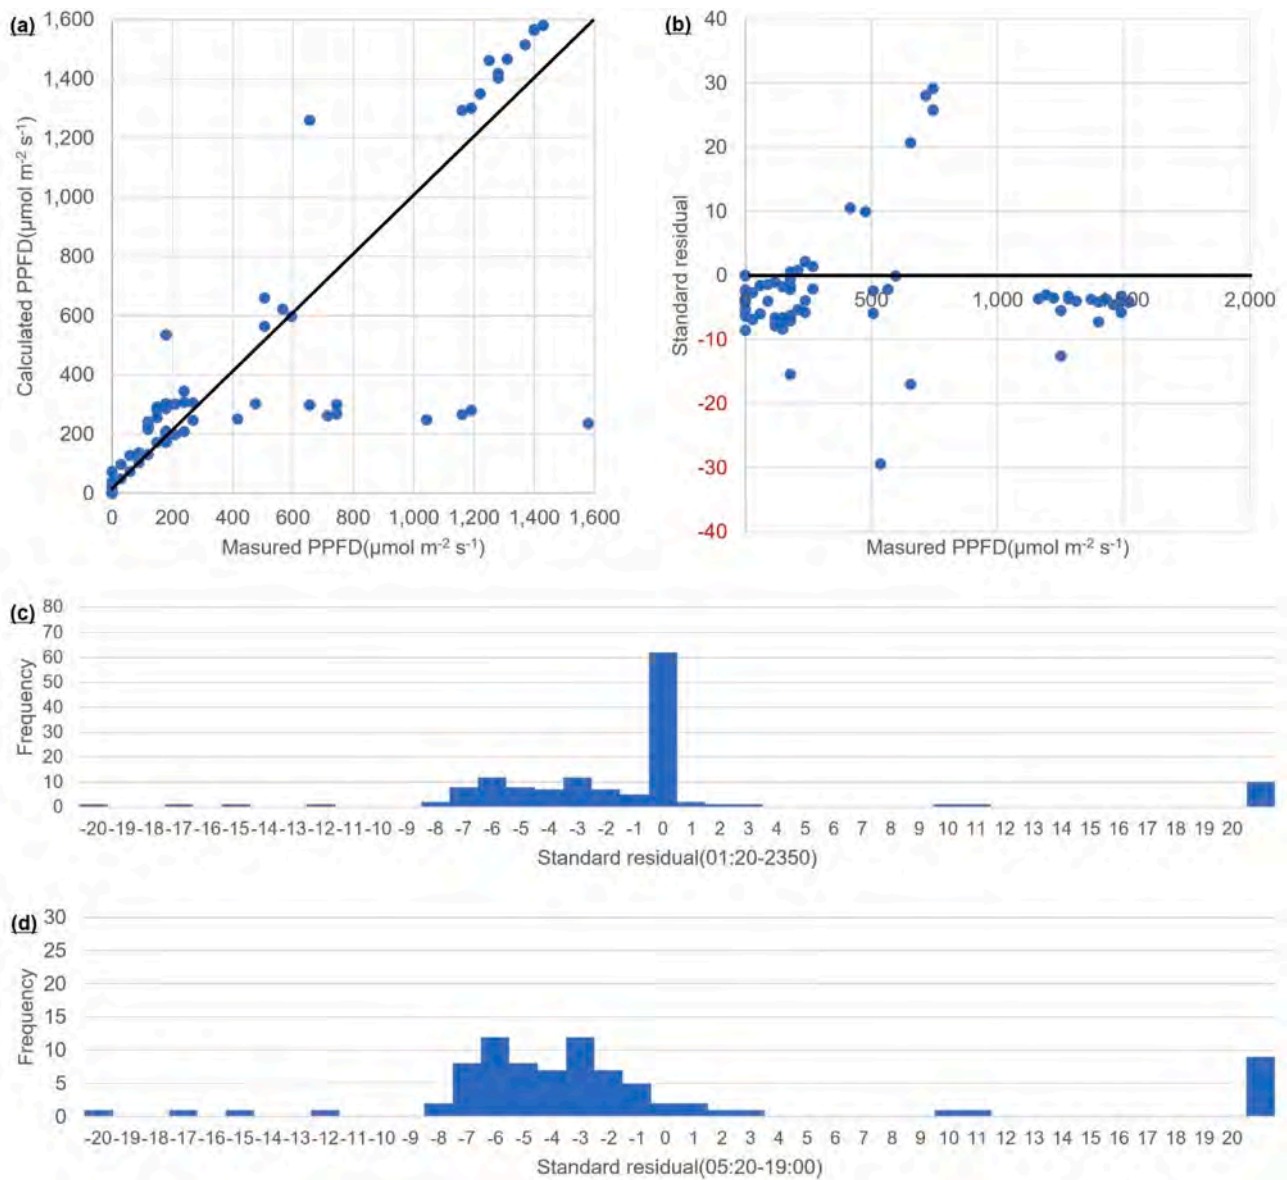 (a)
1,600
1,400
1,200
1,000
800
600
400
200
0
Calculated PPFD(μmol m⁻² s⁻¹)
0 200 400 600 800 1,000 1,200 1,400 1,600
Masured PPFD(μmol m⁻² s⁻¹)
(b)
40
30
20
10
0
-10
-20
-30
-40
Standard residual
500 1,000 1,500 2,000
Masured PPFD(μmol m⁻² s⁻¹)
(c)
80
70
60
50
40
30
20
10
0
Frequency
-20 -19 -18 -17 -16 -15 -14 -13 -12 -11 -10 -9 -8 -7 -6 -5 -4 -3 -2 -1 0 1 2 3 4 5 6 7 8 9 10 11 12 13 14 15 16 17 18 19 20
Standard residual(01:20-2350)
(d)
30
25
20
15
10
5
0
Frequency
-20 -19 -18 -17 -16 -15 -14 -13 -12 -11 -10 -9 -8 -7 -6 -5 -4 -3 -2 -1 0 1 2 3 4 5 6 7 8 9 10 11 12 13 14 15 16 17 18 19 20
Standard residual(05:20-19:00)